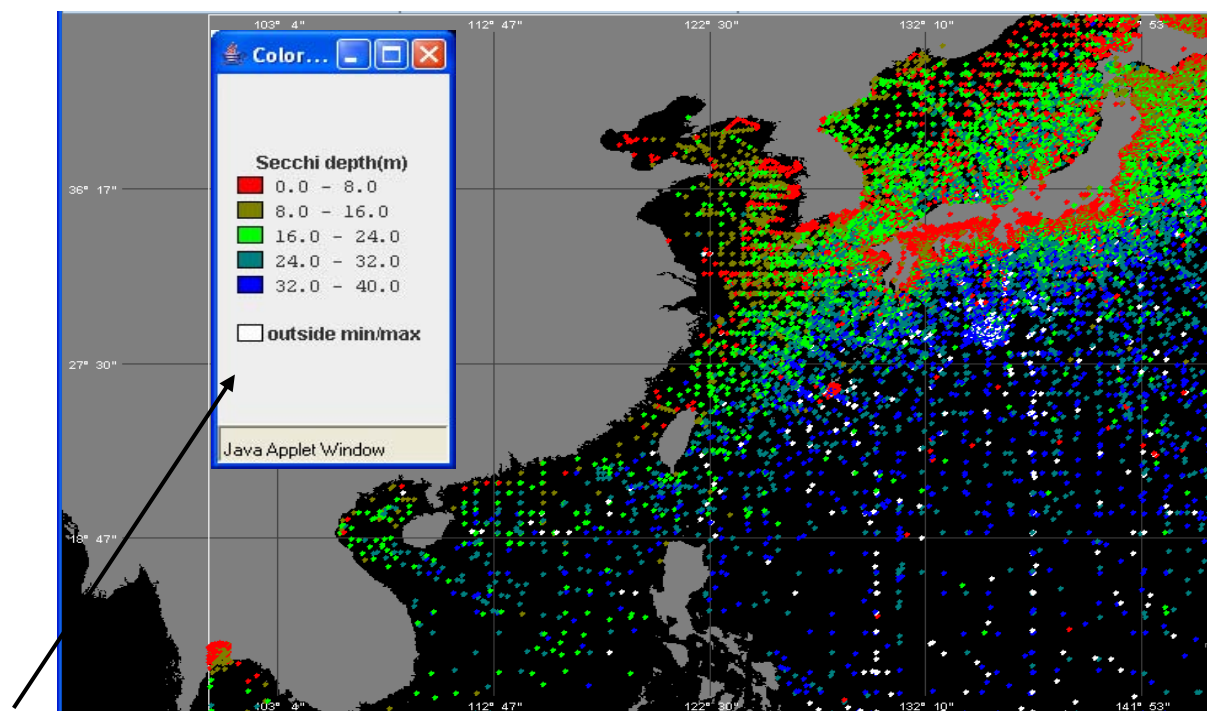 103° 4"
112° 47"
122° 30"
132° 10"
53"
Color...
Secchi depth(m)
0.0 - 8.0
8.0 - 16.0
16.0 - 24.0
24.0 - 32.0
32.0 - 40.0
outside min/max
Java Applet Window
36° 17"
27° 30"
18° 47"
103° 4"
112° 47"
122° 30"
132° 10"
141° 53"